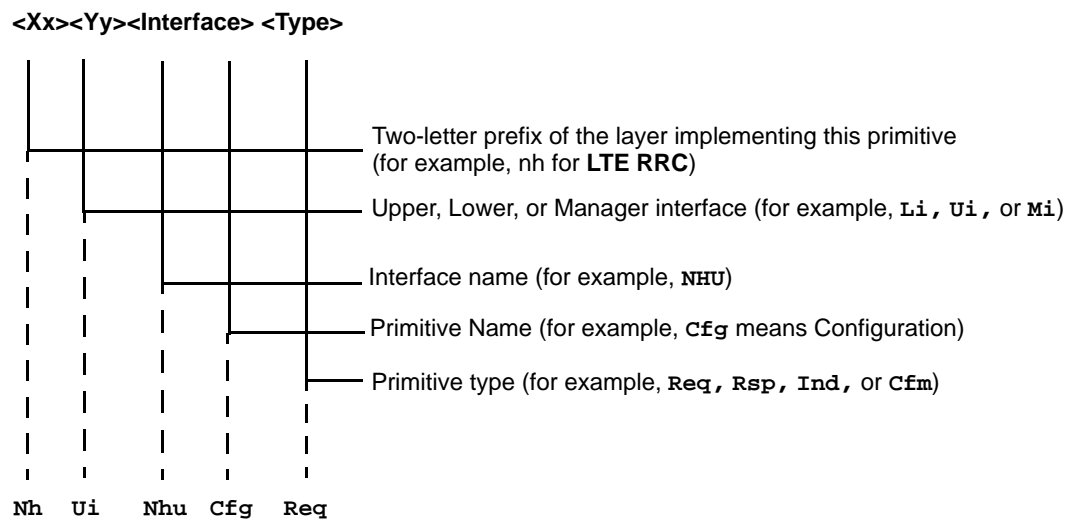 <Xx><Yy><Interface> <Type>
Two-letter prefix of the layer implementing this primitive
(for example, nh for LTE RRC)
Upper, Lower, or Manager interface (for example, Li, Ui, or Mi)
Interface name (for example, NHU)
Primitive Name (for example, Cfg means Configuration)
Primitive type (for example, Req, Rsp, Ind, or Cfm)
Nh Ui Nhu Cfg Req